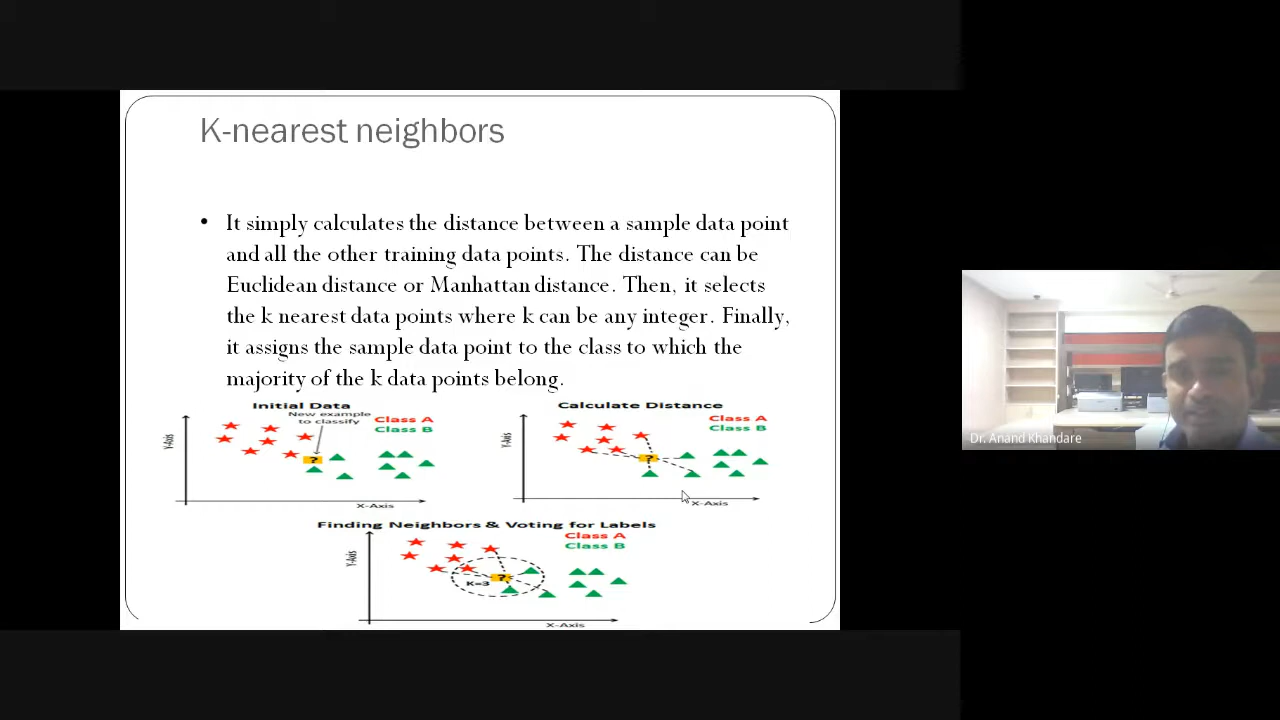 K-nearest neighbors
• It simply calculates the distance between a sample data point
and all the other training data points. The distance can be
Euclidean distance or Manhattan distance. Then, it selects
the k nearest data points where k can be any integer. Finally,
it assigns the sample data point to the class to which the
majority of the k data points belong.
Initial Data
New example
to classify
Class A
Class B
Y-Axis
?
X-Axis
Calculate Distance
Class A
Class B
Y-Axis
?
X-Axis
Finding Neighbors & Voting for Labels
Class A
Class B
Y-Axis
?
K=3
X-Axis
Dr. Anand Khandare